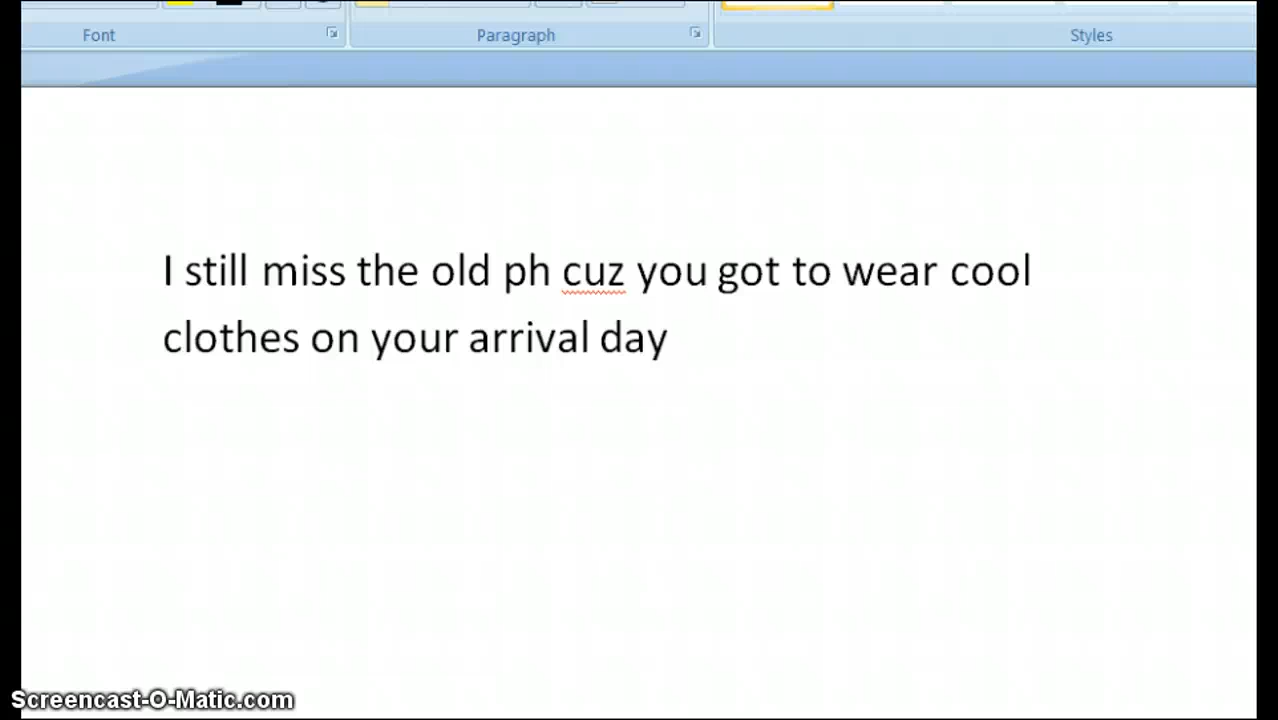 Font Paragraph Styles
I still miss the old ph cuz you got to wear cool
clothes on your arrival day
Screencast-O-Matic.com